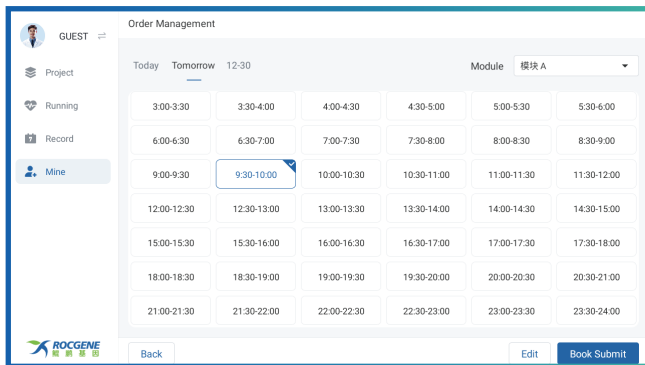 Order Management
GUEST
Today Tomorrow 12-30 Module 模块 A
Project
Running
Record
Mine
3:00-3:30 3:30-4:00 4:00-4:30 4:30-5:00 5:00-5:30 5:30-6:00
6:00-6:30 6:30-7:00 7:00-7:30 7:30-8:00 8:00-8:30 8:30-9:00
9:00-9:30 9:30-10:00 10:00-10:30 10:30-11:00 11:00-11:30 11:30-12:00
12:00-12:30 12:30-13:00 13:00-13:30 13:30-14:00 14:00-14:30 14:30-15:00
15:00-15:30 15:30-16:00 16:00-16:30 16:30-17:00 17:00-17:30 17:30-18:00
18:00-18:30 18:30-19:00 19:00-19:30 19:30-20:00 20:00-20:30 20:30-21:00
21:00-21:30 21:30-22:00 22:00-22:30 22:30-23:00 23:00-23:30 23:30-24:00
ROCGENE
鲲鹏基因
Back Edit Book Submit